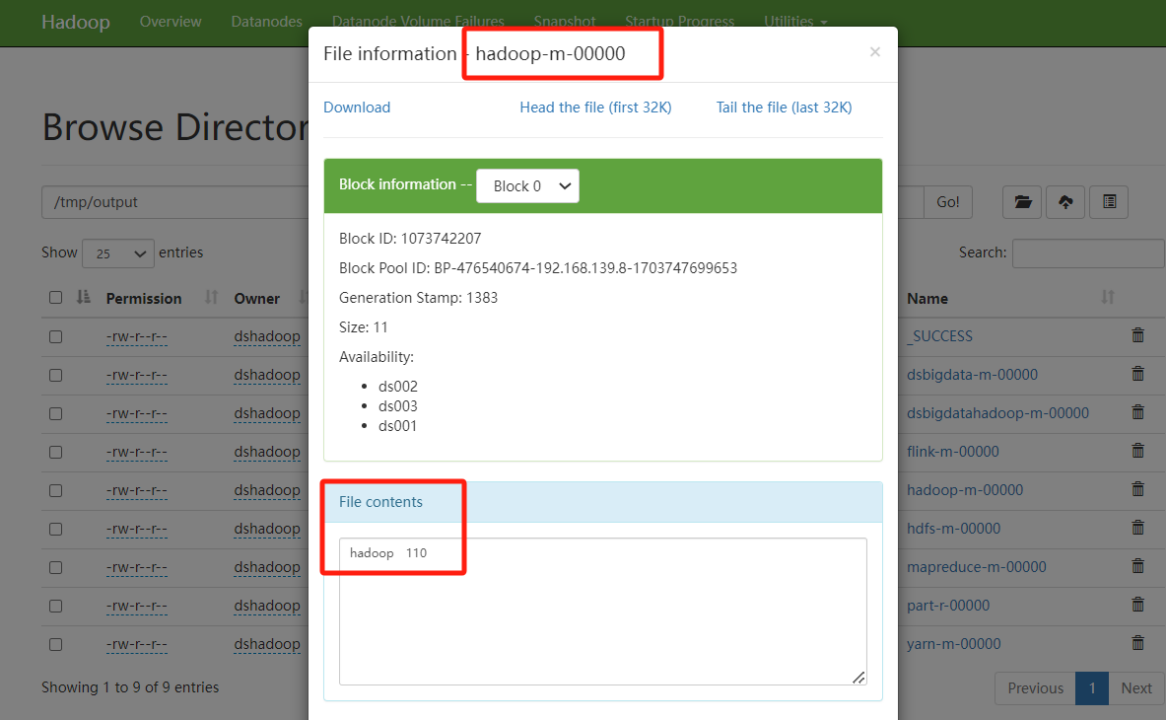 Hadoop Overview Datanodes Datanode Volume Failures Snapshot Startup Progress Utilities
File information - hadoop-m-00000 ×
Download Head the file (first 32K) Tail the file (last 32K)
Browse Director
Block information -- Block 0
/tmp/output Go!
Block ID: 1073742207
Show 25 entries Search:
Block Pool ID: BP-476540674-192.168.139.8-1703747699653
Generation Stamp: 1383
Size: 11
Availability:
ds002
ds003
ds001
Permission Owner Name
-rw-r--r-- dshadoop _SUCCESS
-rw-r--r-- dshadoop dsbigdata-m-00000
-rw-r--r-- dshadoop dsbigdatahadoop-m-00000
-rw-r--r-- dshadoop flink-m-00000
-rw-r--r-- dshadoop hadoop-m-00000
-rw-r--r-- dshadoop hdfs-m-00000
-rw-r--r-- dshadoop mapreduce-m-00000
-rw-r--r-- dshadoop part-r-00000
-rw-r--r-- dshadoop yarn-m-00000
File contents
hadoop 110
Showing 1 to 9 of 9 entries Previous 1 Next